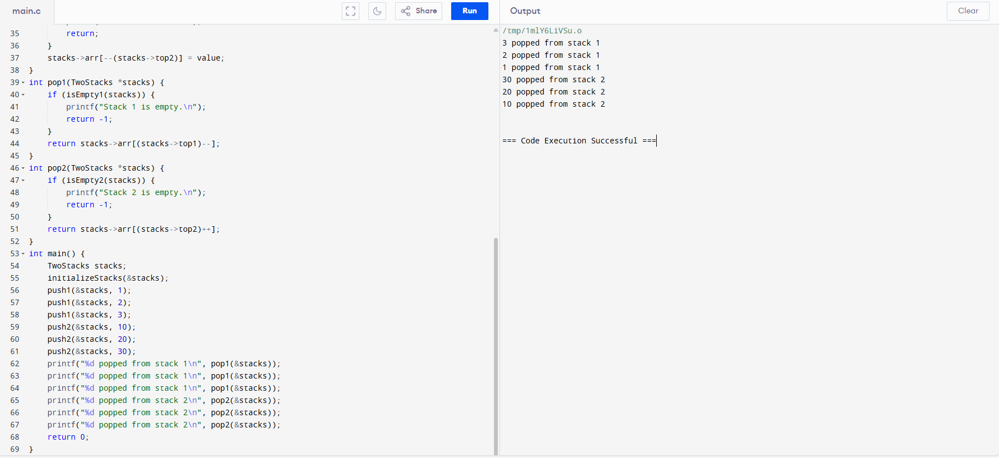 main.c
Share
Run
Output
Clear
35 return;
36 }
37 stacks->arr[--(stacks->top2)] = value;
38 }
39 int pop1(TwoStacks *stacks) {
40 if (isEmpty1(stacks)) {
41 printf("Stack 1 is empty.\n");
42 return -1;
43 }
44 return stacks->arr[(stacks->top1)--];
45 }
46 int pop2(TwoStacks *stacks) {
47 if (isEmpty2(stacks)) {
48 printf("Stack 2 is empty.\n");
49 return -1;
50 }
51 return stacks->arr[(stacks->top2)++];
52 }
53 int main() {
54 TwoStacks stacks;
55 initializeStacks(&stacks);
56 push1(&stacks, 1);
57 push1(&stacks, 2);
58 push1(&stacks, 3);
59 push2(&stacks, 10);
60 push2(&stacks, 20);
61 push2(&stacks, 30);
62 printf("%d popped from stack 1\n", pop1(&stacks));
63 printf("%d popped from stack 1\n", pop1(&stacks));
64 printf("%d popped from stack 1\n", pop1(&stacks));
65 printf("%d popped from stack 2\n", pop2(&stacks));
66 printf("%d popped from stack 2\n", pop2(&stacks));
67 printf("%d popped from stack 2\n", pop2(&stacks));
68 return 0;
69 }
/tmp/1mlY6LiVSu.o
3 popped from stack 1
2 popped from stack 1
1 popped from stack 1
30 popped from stack 2
20 popped from stack 2
10 popped from stack 2
=== Code Execution Successful ===